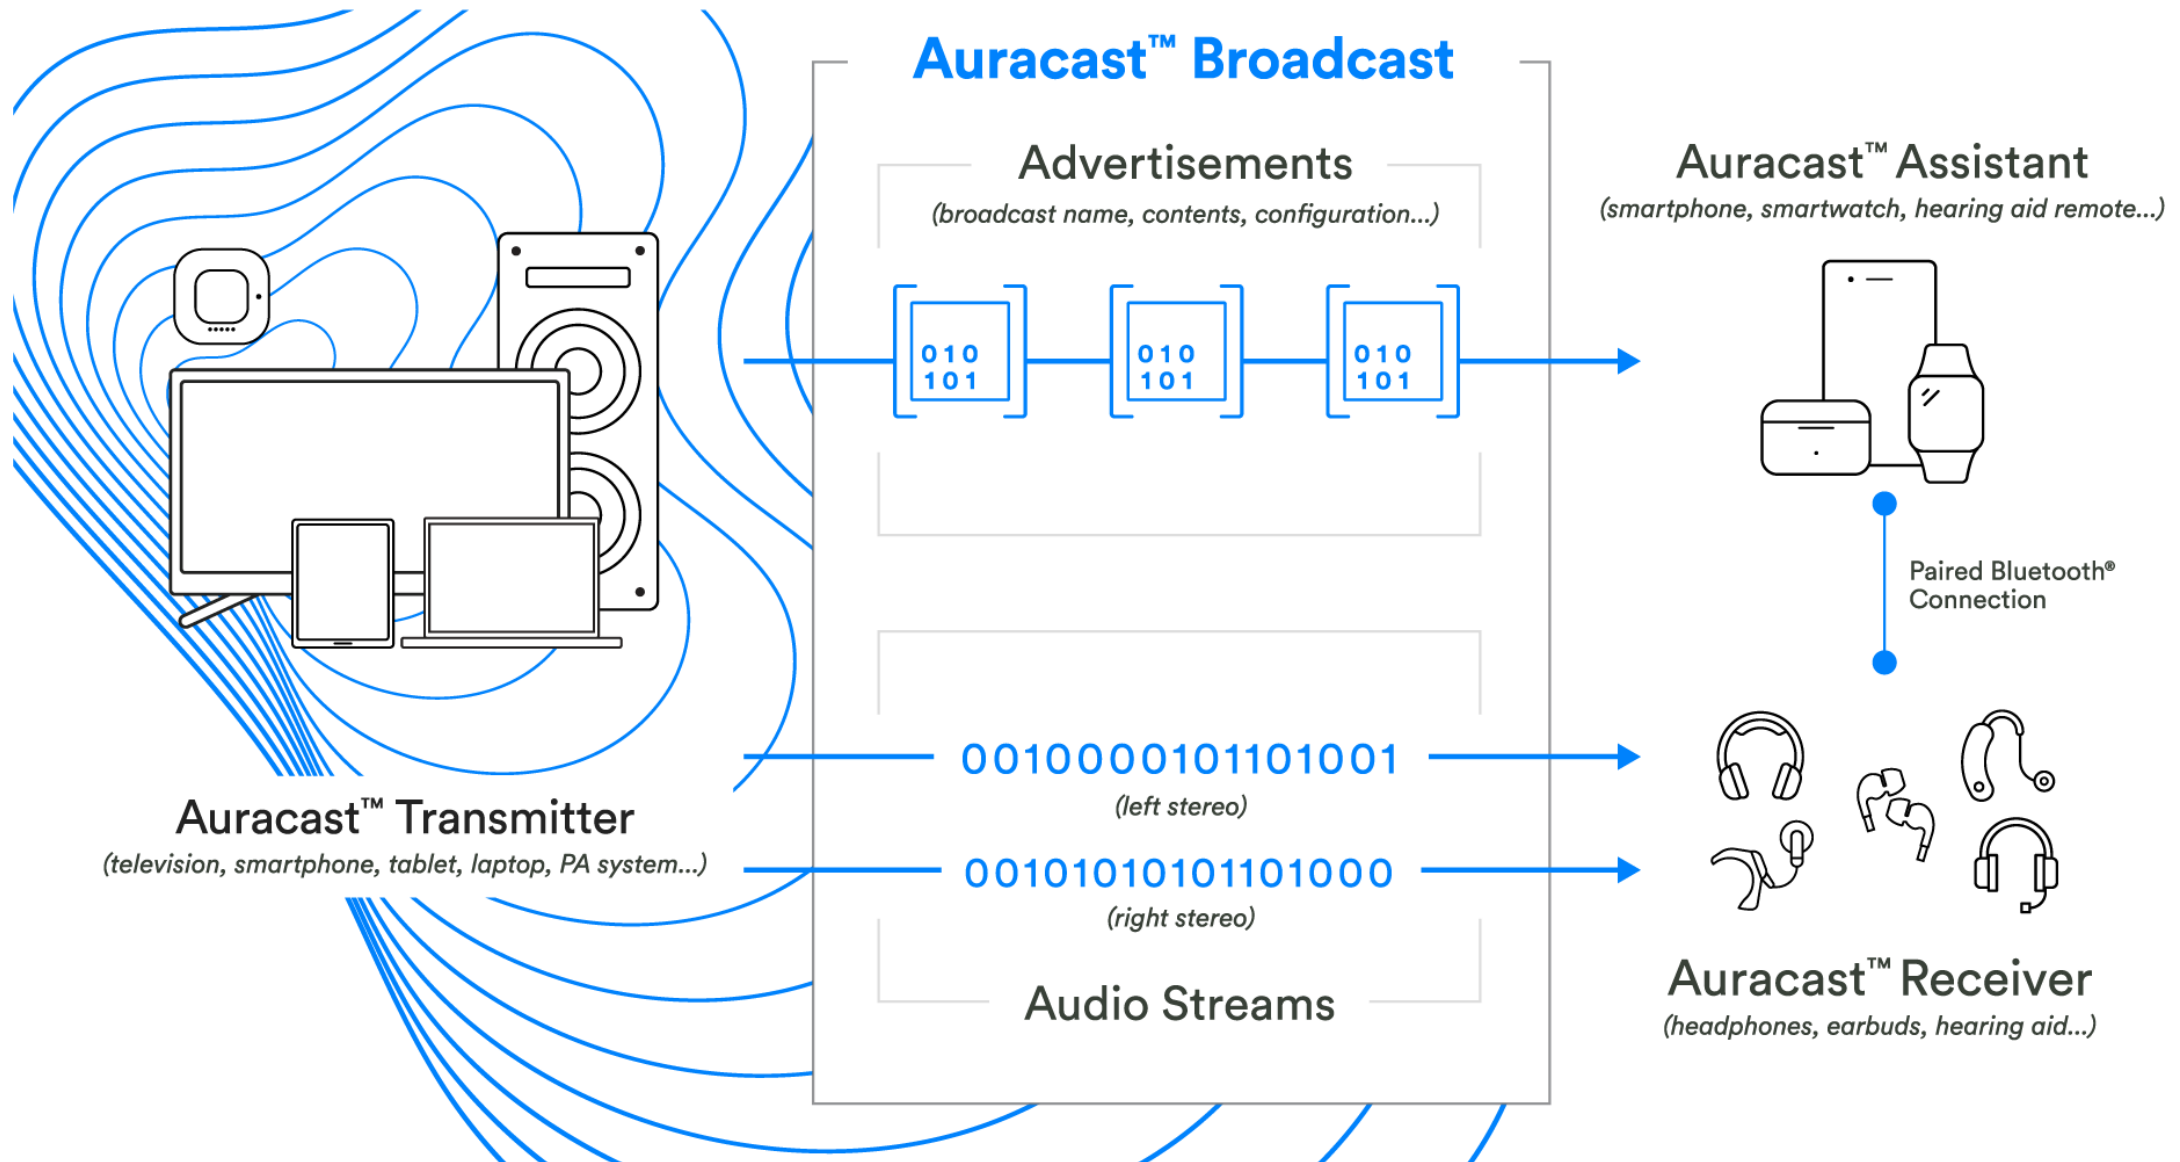 Auracast™ Broadcast
Advertisements
(broadcast name, contents, configuration...)
010
101
010
101
010
101
Auracast™ Assistant
(smartphone, smartwatch, hearing aid remote...)
Paired Bluetooth®
Connection
Auracast™ Transmitter
(television, smartphone, tablet, laptop, PA system...)
0010000101101001
(left stereo)
00101010101101000
(right stereo)
Audio Streams
Auracast™ Receiver
(headphones, earbuds, hearing aid...)